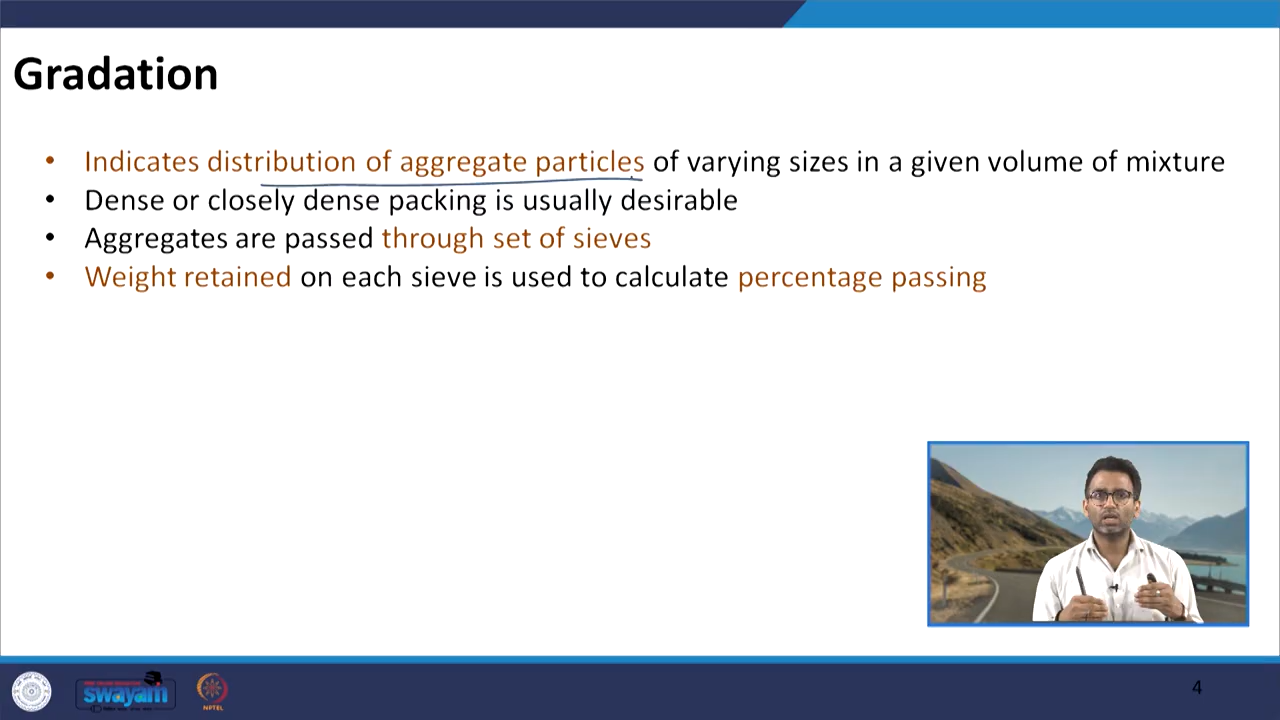 Gradation
• Indicates distribution of aggregate particles of varying sizes in a given volume of mixture
• Dense or closely dense packing is usually desirable
• Aggregates are passed through set of sieves
• Weight retained on each sieve is used to calculate percentage passing
swayam
NPTEL
4